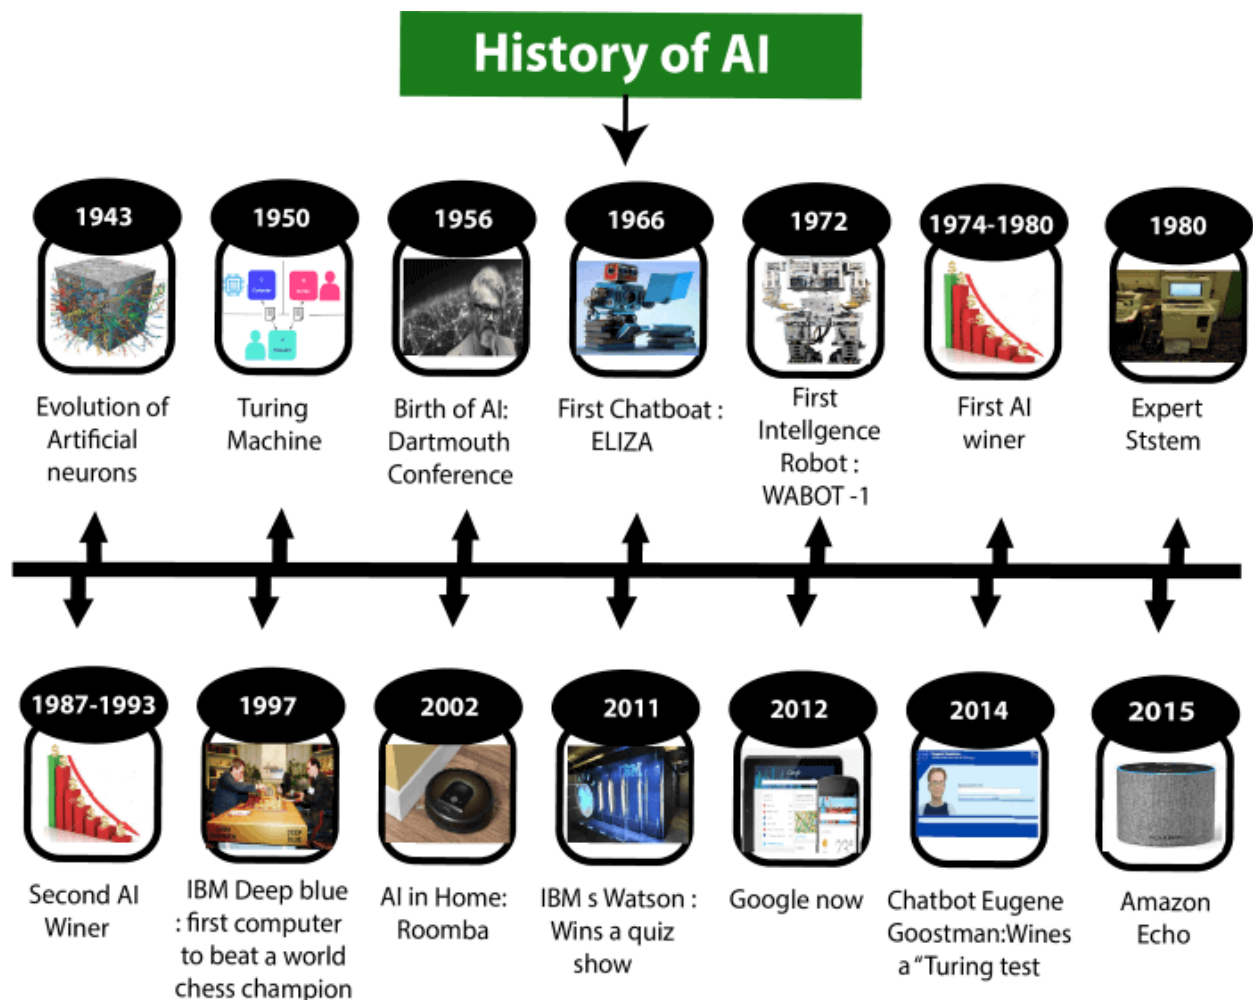 History of AI
1943
1950
1956
1966
1972
1974-1980
1980
Evolution of
Artificial
neurons
Turing
Machine
Birth of AI:
Dartmouth
Conference
First Chatboat :
ELIZA
First
Intellgence
Robot :
WABOT -1
First AI
winer
Expert
Ststem
1987-1993
1997
2002
2011
2012
2014
2015
DEEP
BLUE
IBM
Second AI
Winer
IBM Deep blue
: first computer
to beat a world
chess champion
AI in Home:
Roomba
IBM s Watson :
Wins a quiz
show
Google now
Chatbot Eugene
Goostman:Wines
a “Turing test
Amazon
Echo